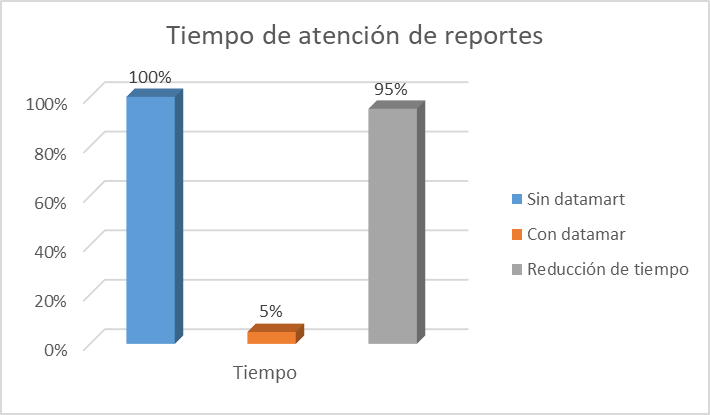 Tiempo de atención de reportes
100%
95%
5%
100%
80%
60%
40%
20%
0%
Tiempo
Sin datamart
Con datamar
Reducción de tiempo